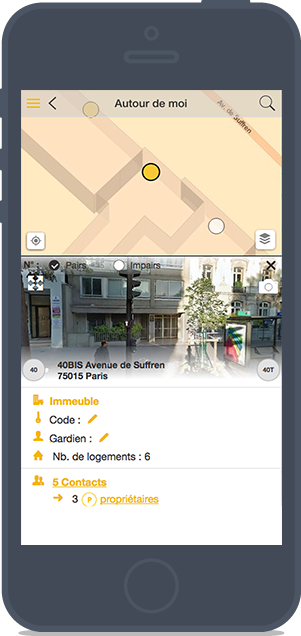 Autour de moi
Av. de Suffren
N° : Pairs Impairs
40 40BIS Avenue de Suffren 40T
75015 Paris
Immeuble
Code :
Gardien :
Nb. de logements : 6
5 Contacts
3 P propriétaires